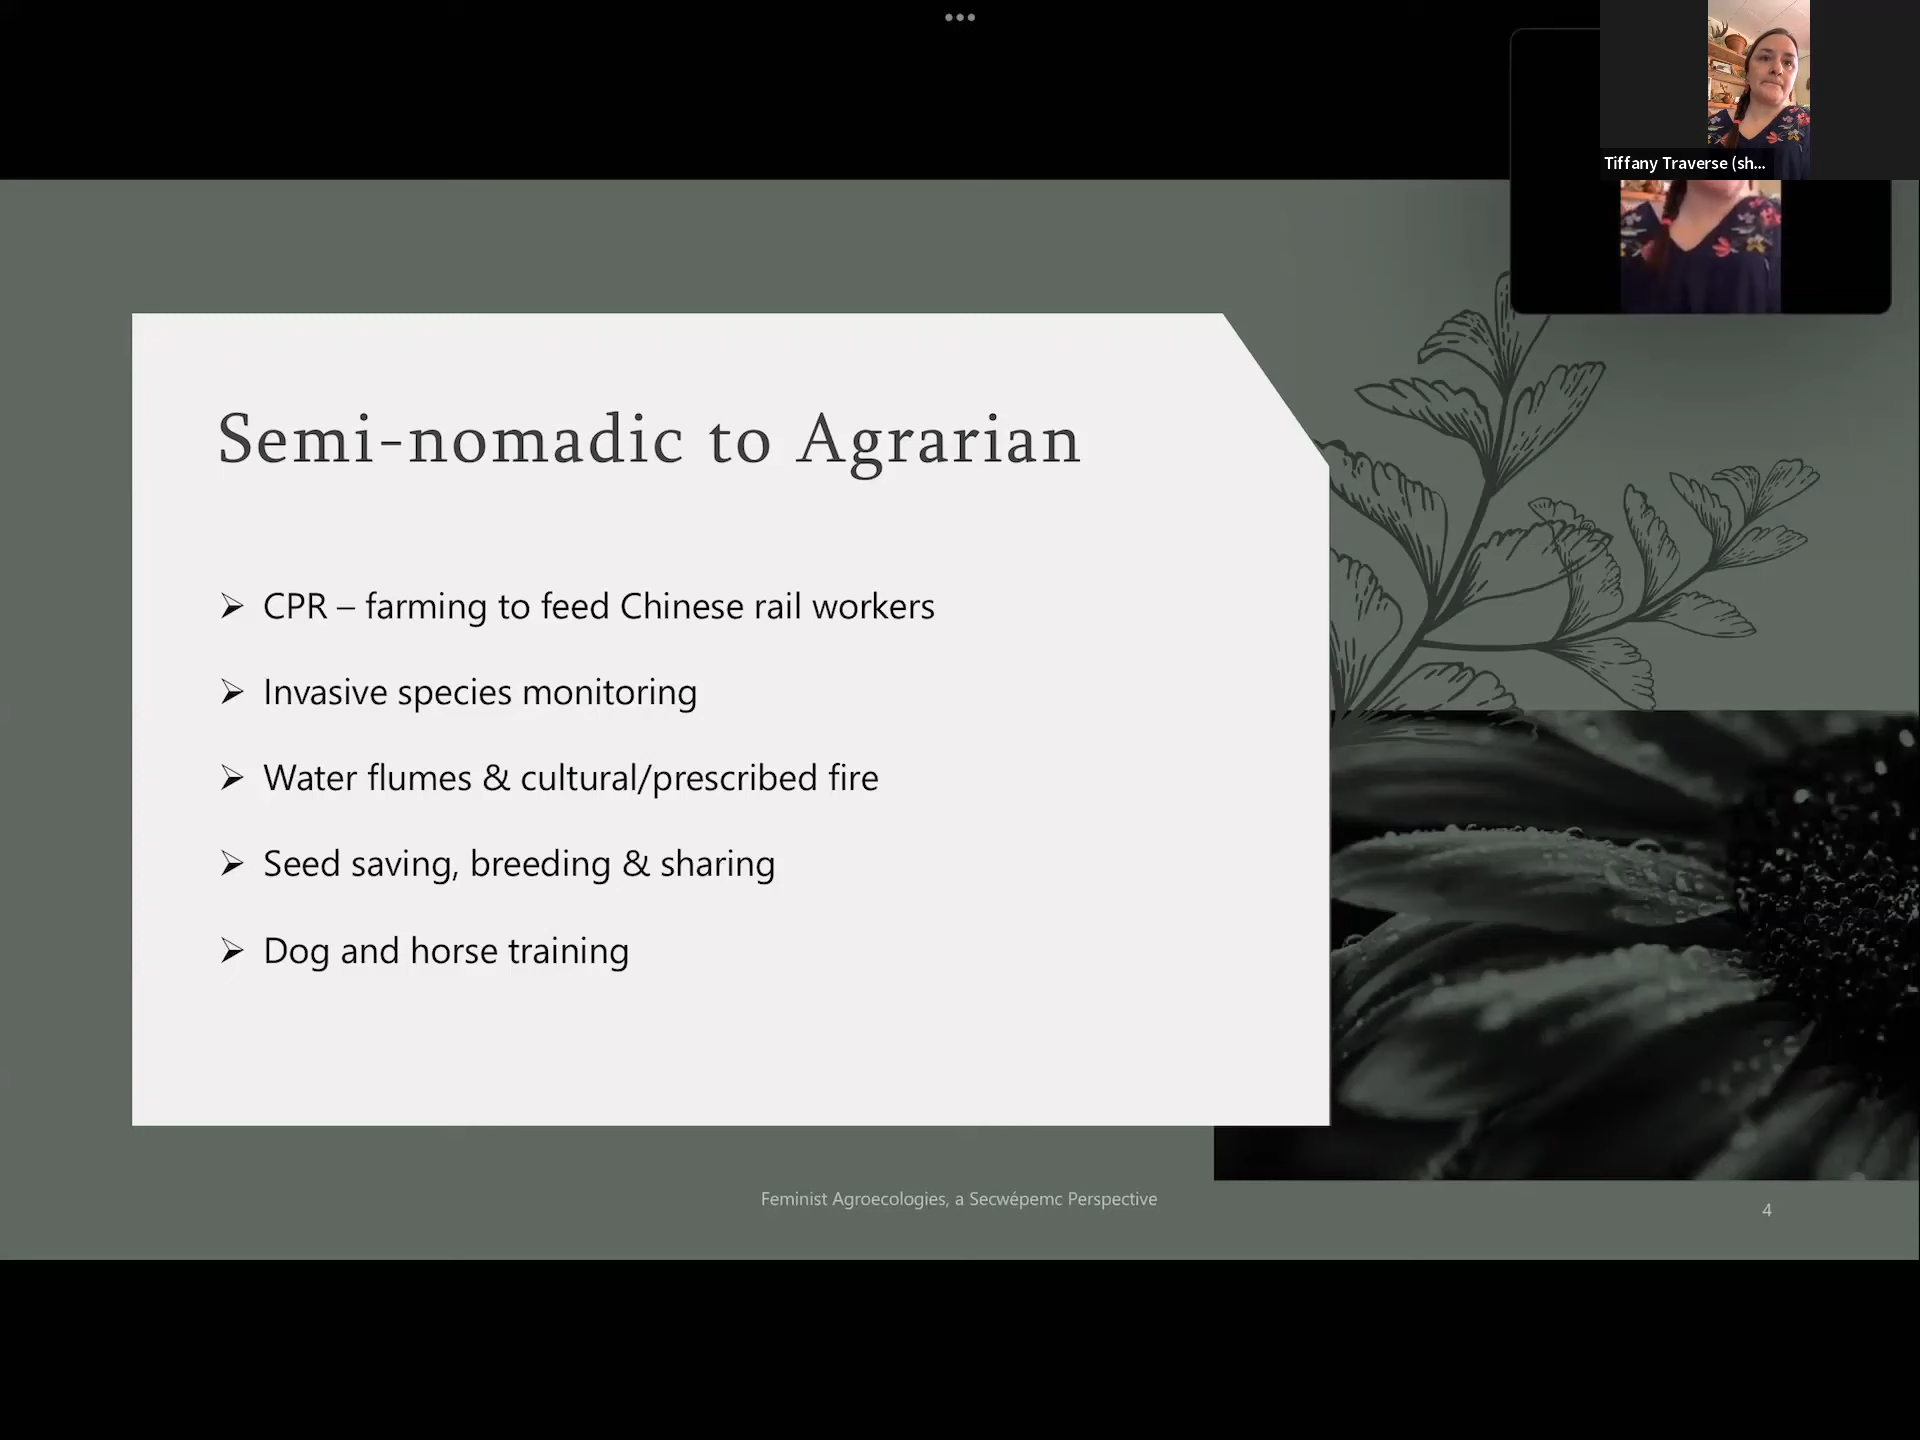 Tiffany Traverse (sh...
Semi-nomadic to Agrarian
➢ CPR – farming to feed Chinese rail workers
➢ Invasive species monitoring
➢ Water flumes & cultural/prescribed fire
➢ Seed saving, breeding & sharing
➢ Dog and horse training
Feminist Agroecologies, a Secwépemc Perspective
4